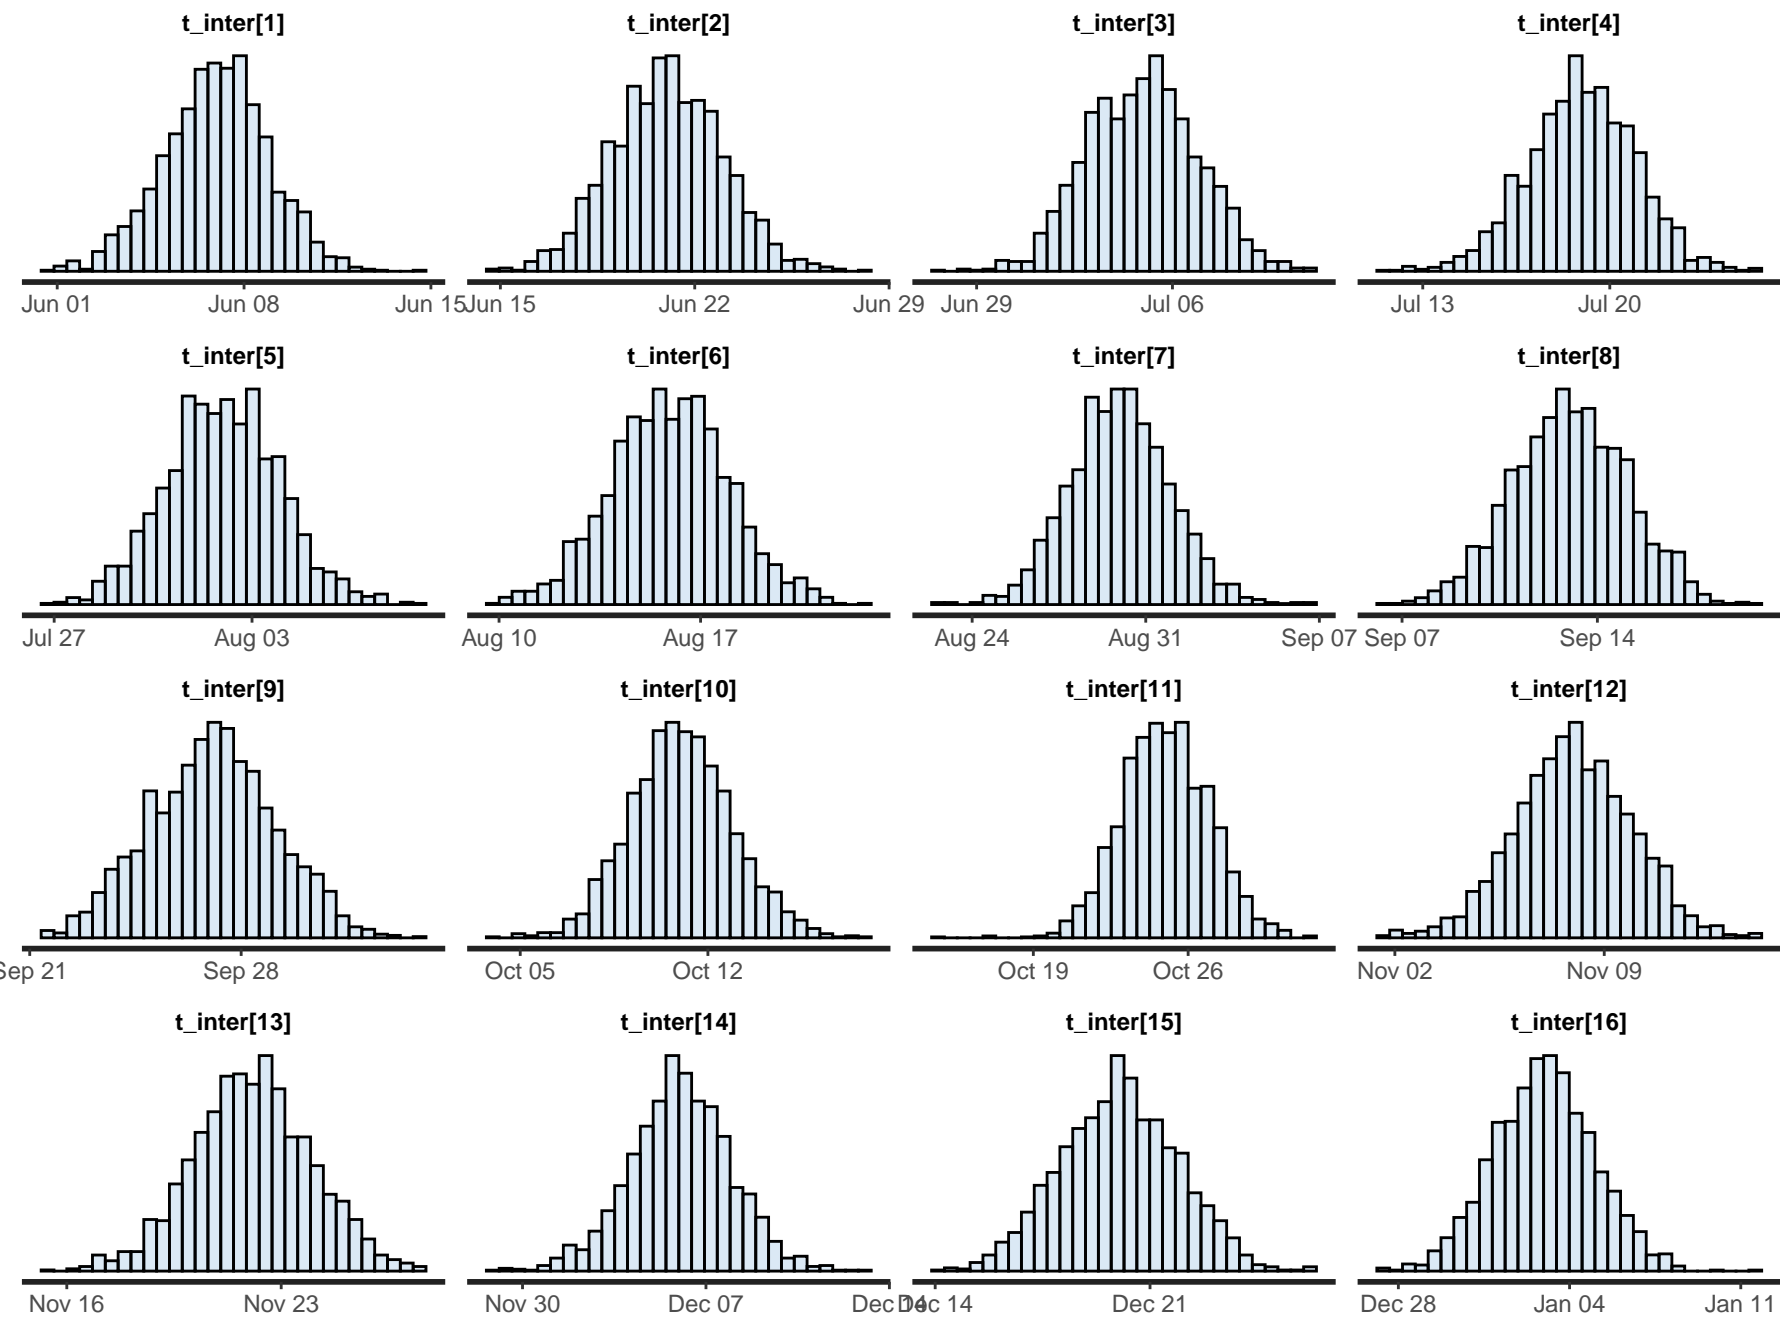 t_inter[1] t_inter[2] t_inter[3] t_inter[4]
Jun 01 Jun 08 Jun 15 Jun 15 Jun 22 Jun 29 Jun 29 Jul 06 Jul 13 Jul 20
t_inter[5] t_inter[6] t_inter[7] t_inter[8]
Jul 27 Aug 03 Aug 10 Aug 17 Aug 24 Aug 31 Sep 07 Sep 07 Sep 14
t_inter[9] t_inter[10] t_inter[11] t_inter[12]
Sep 21 Sep 28 Oct 05 Oct 12 Oct 19 Oct 26 Nov 02 Nov 09
t_inter[13] t_inter[14] t_inter[15] t_inter[16]
Nov 16 Nov 23 Nov 30 Dec 07 Dec 14 Dec 14 Dec 21 Dec 28 Jan 04 Jan 11